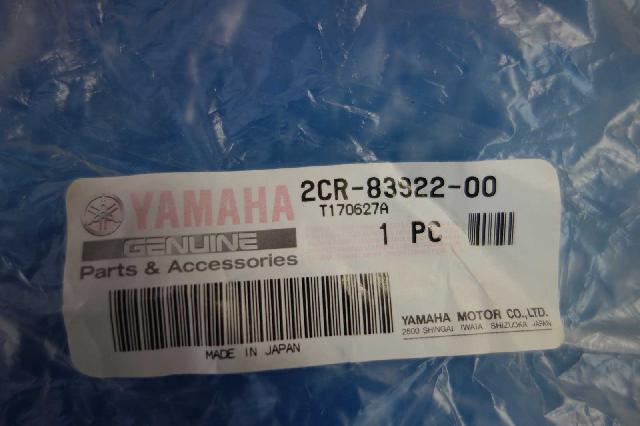 YAMAHA
2CR-83922-00
T170627A
GENUINE
1 PC
Parts & Accessories
YAMAHA MOTOR CO.,LTD.
2500 SHINGAI IWATA SHIZUOKA JAPAN
MADE IN JAPAN